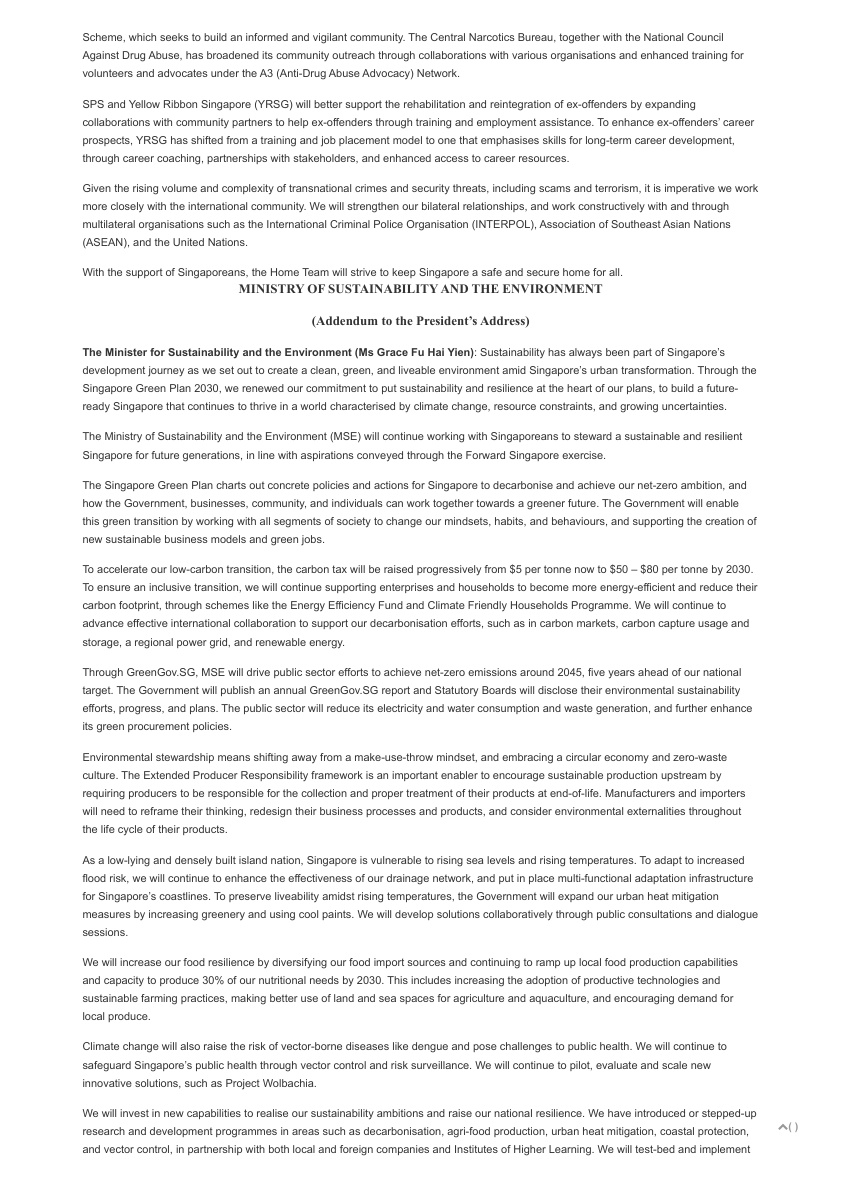 Scheme, which seeks to build an informed and vigilant community. The Central Narcotics Bureau, together with the National Council
Against Drug Abuse, has broadened its community outreach through collaborations with various organisations and enhanced training for
volunteers and advocates under the A3 (Anti-Drug Abuse Advocacy) Network.
SPS and Yellow Ribbon Singapore (YRSG) will better support the rehabilitation and reintegration of ex-offenders by expanding
collaborations with community partners to help ex-offenders through training and employment assistance. To enhance ex-offenders' career
prospects, YRSG has shifted from a training and job placement model to one that emphasises skills for long-term career development,
through career coaching, partnerships with stakeholders, and enhanced access to career resources.
Given the rising volume and complexity of transnational crimes and security threats, including scams and terrorism, it is imperative we work
more closely with the international community. We will strengthen our bilateral relationships, and work constructively with and through
multilateral organisations such as the International Criminal Police Organisation (INTERPOL), Association of Southeast Asian Nations
(ASEAN), and the United Nations.
With the support of Singaporeans, the Home Team will strive to keep Singapore a safe and secure home for all.
MINISTRY OF SUSTAINABILITY AND THE ENVIRONMENT
(Addendum to the President's Address)
The Minister for Sustainability and the Environment (Ms Grace Fu Hai Yien): Sustainability has always been part of Singapore's
development journey as we set out to create a clean, green, and liveable environment amid Singapore's urban transformation. Through the
Singapore Green Plan 2030, we renewed our commitment to put sustainability and resilience at the heart of our plans, to build a future-
ready Singapore that continues to thrive in a world characterised by climate change, resource constraints, and growing uncertainties.
The Ministry of Sustainability and the Environment (MSE) will continue working with Singaporeans to steward a sustainable and resilient
Singapore for future generations, in line with aspirations conveyed through the Forward Singapore exercise.
The Singapore Green Plan charts out concrete policies and actions for Singapore to decarbonise and achieve our net-zero ambition, and
how the Government, businesses, community, and individuals can work together towards a greener future. The Government will enable
this green transition by working with all segments of society to change our mindsets, habits, and behaviours, and supporting the creation of
new sustainable business models and green jobs.
To accelerate our low-carbon transition, the carbon tax will be raised progressively from $5 per tonne now to $50 – $80 per tonne by 2030.
To ensure an inclusive transition, we will continue supporting enterprises and households to become more energy-efficient and reduce their
carbon footprint, through schemes like the Energy Efficiency Fund and Climate Friendly Households Programme. We will continue to
advance effective international collaboration to support our decarbonisation efforts, such as in carbon markets, carbon capture usage and
storage, a regional power grid, and renewable energy.
Through GreenGov.SG, MSE will drive public sector efforts to achieve net-zero emissions around 2045, five years ahead of our national
target. The Government will publish an annual GreenGov.SG report and Statutory Boards will disclose their environmental sustainability
efforts, progress, and plans. The public sector will reduce its electricity and water consumption and waste generation, and further enhance
its green procurement policies.
Environmental stewardship means shifting away from a make-use-throw mindset, and embracing a circular economy and zero-waste
culture. The Extended Producer Responsibility framework is an important enabler to encourage sustainable production upstream by
requiring producers to be responsible for the collection and proper treatment of their products at end-of-life. Manufacturers and importers
will need to reframe their thinking, redesign their business processes and products, and consider environmental externalities throughout
the life cycle of their products.
As a low-lying and densely built island nation, Singapore is vulnerable to rising sea levels and rising temperatures. To adapt to increased
flood risk, we will continue to enhance the effectiveness of our drainage network, and put in place multi-functional adaptation infrastructure
for Singapore's coastlines. To preserve liveability amidst rising temperatures, the Government will expand our urban heat mitigation
measures by increasing greenery and using cool paints. We will develop solutions collaboratively through public consultations and dialogue
sessions.
We will increase our food resilience by diversifying our food import sources and continuing to ramp up local food production capabilities
and capacity to produce 30% of our nutritional needs by 2030. This includes increasing the adoption of productive technologies and
sustainable farming practices, making better use of land and sea spaces for agriculture and aquaculture, and encouraging demand for
local produce.
Climate change will also raise the risk of vector-borne diseases like dengue and pose challenges to public health. We will continue to
safeguard Singapore's public health through vector control and risk surveillance. We will continue to pilot, evaluate and scale new
innovative solutions, such as Project Wolbachia.
We will invest in new capabilities to realise our sustainability ambitions and raise our national resilience. We have introduced or stepped-up
research and development programmes in areas such as decarbonisation, agri-food production, urban heat mitigation, coastal protection,
and vector control, in partnership with both local and foreign companies and Institutes of Higher Learning. We will test-bed and implement
( )